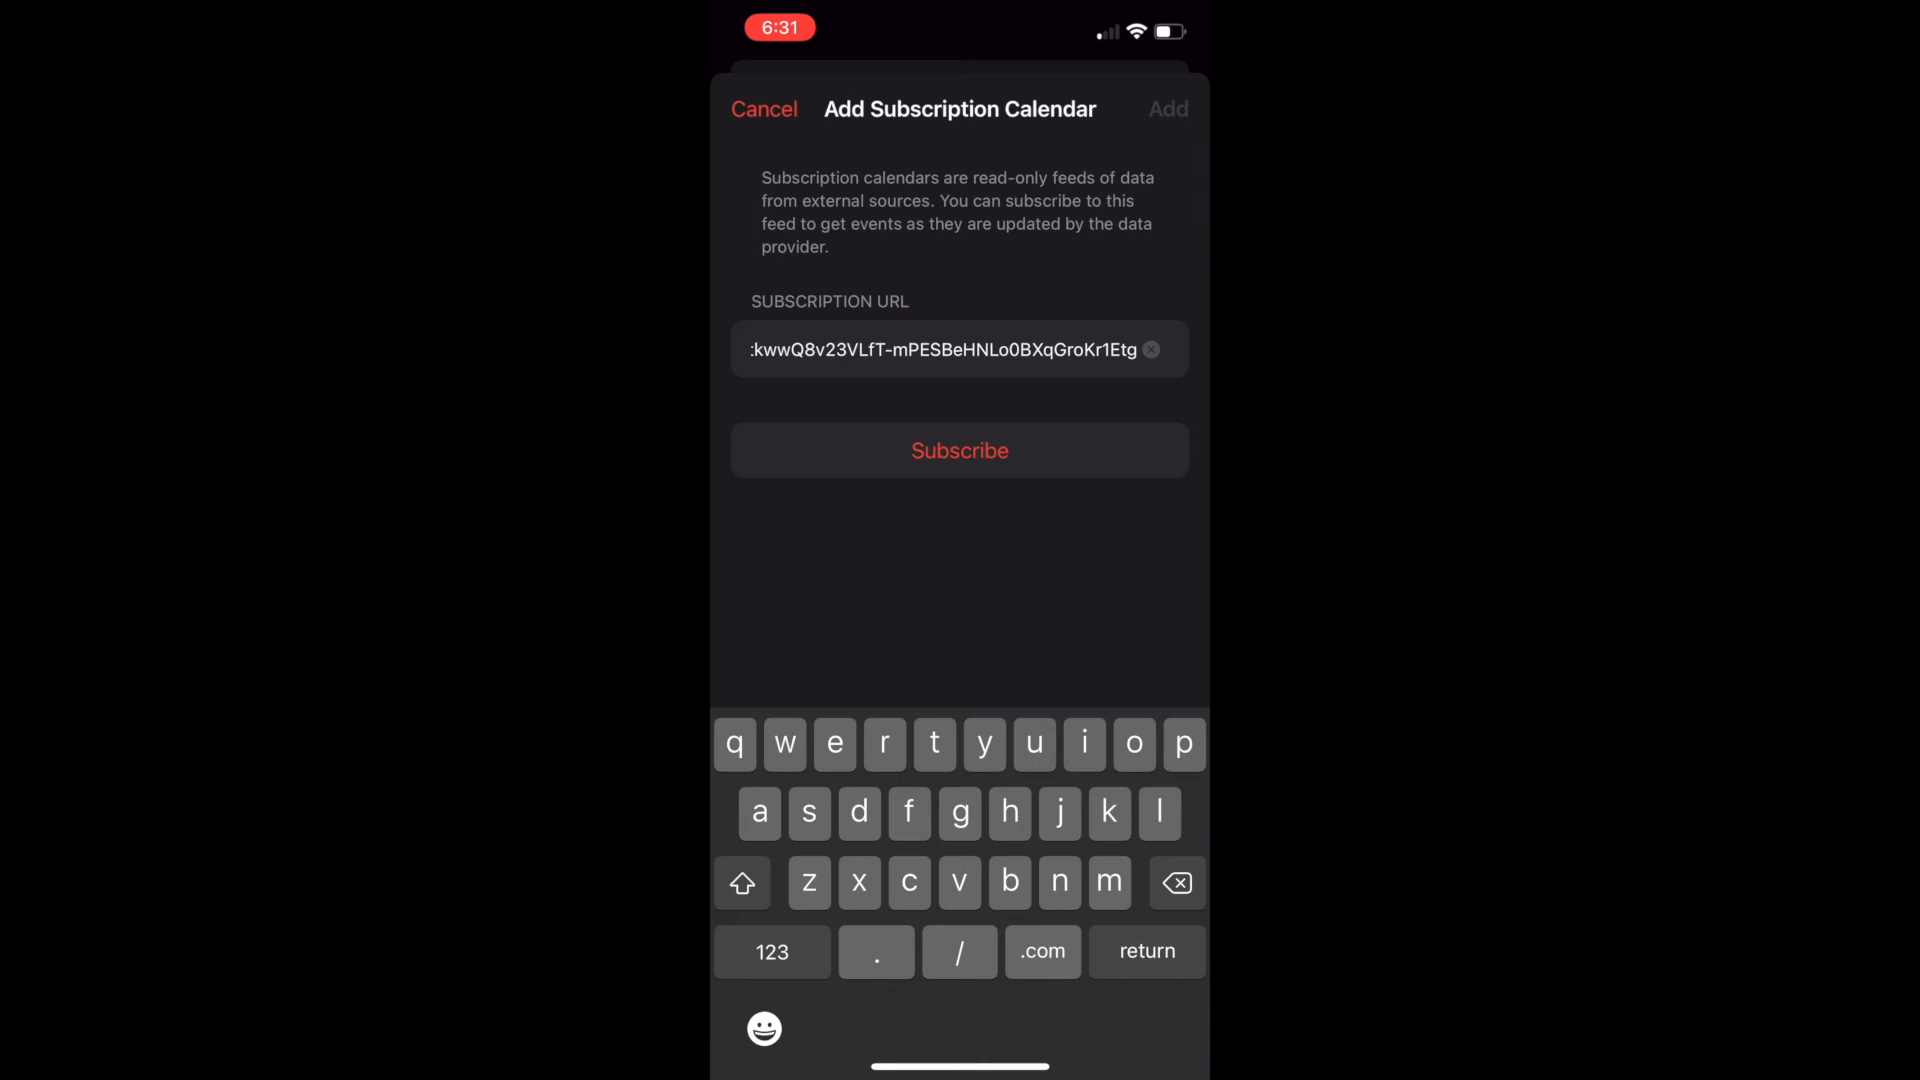 6:31
Cancel Add Subscription Calendar Add
Subscription calendars are read-only feeds of data
from external sources. You can subscribe to this
feed to get events as they are updated by the data
provider.
SUBSCRIPTION URL
:kwwQ8v23VLfT-mPESBeHNLo0BXqGroKr1Etg
Subscribe
q w e r t y u i o p
a s d f g h j k l
z x c v b n m
123 . / .com return